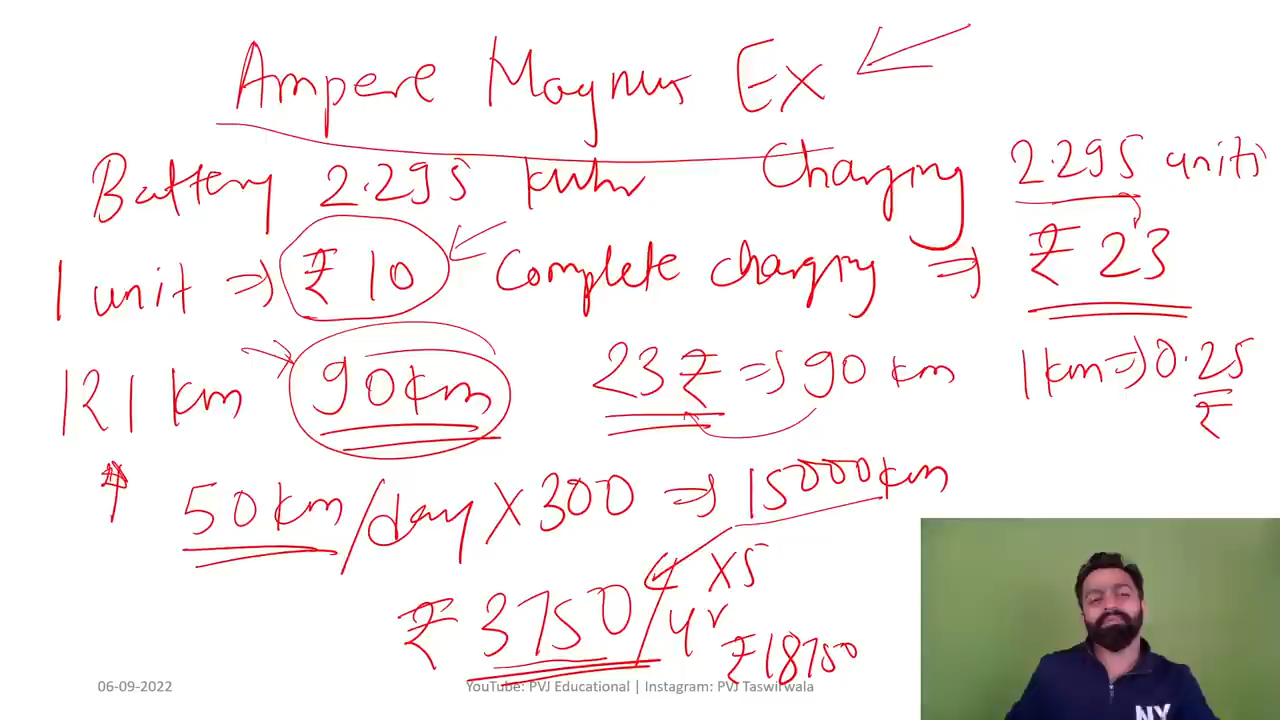 Ampere Magnus EX
Battery 2.295 kWhr Charging 2.295 units
1 unit => ₹ 10 Complete charging => ₹ 23
121 km 90 km 23 ₹ => 90 km 1 km => 0.25 ₹
50 km/day X 300 => 15000 km
X5
₹ 3750/yr ₹ 18750
06-09-2022 YouTube: PVJ Educational | Instagram: PVJ Taswirwala
NY